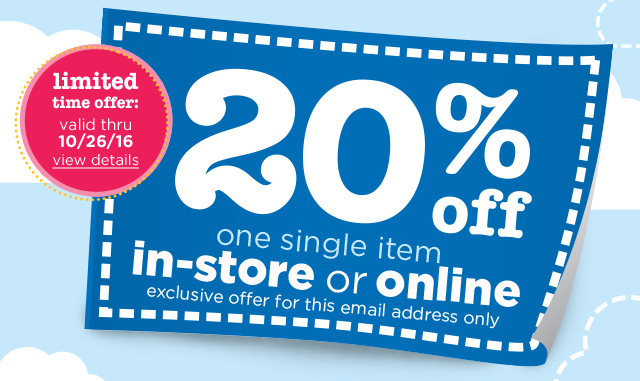 limited
time offer:
valid thru
10/26/16
view details
20%
off
one single item
in-store or online
exclusive offer for this email address only